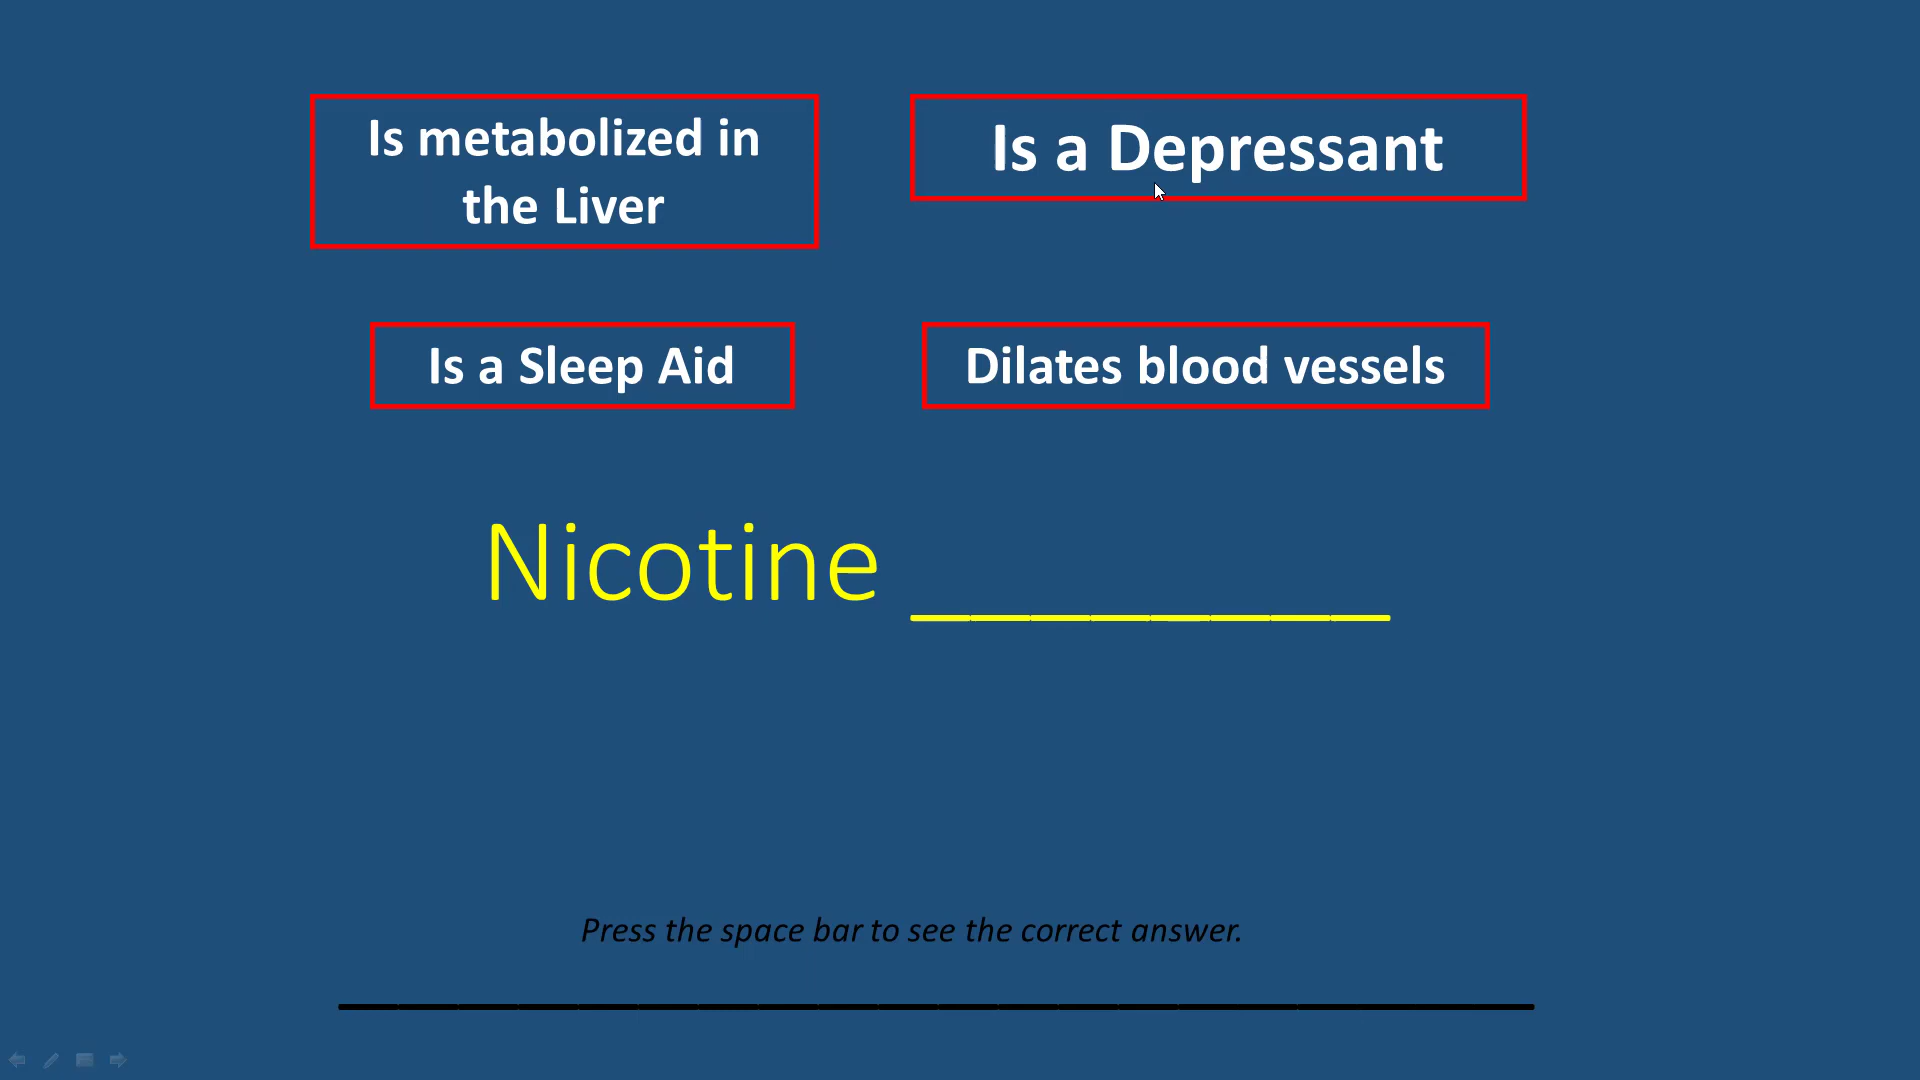 Is metabolized in
the Liver
Is a Depressant
Is a Sleep Aid
Dilates blood vessels
Nicotine ________
Press the space bar to see the correct answer.